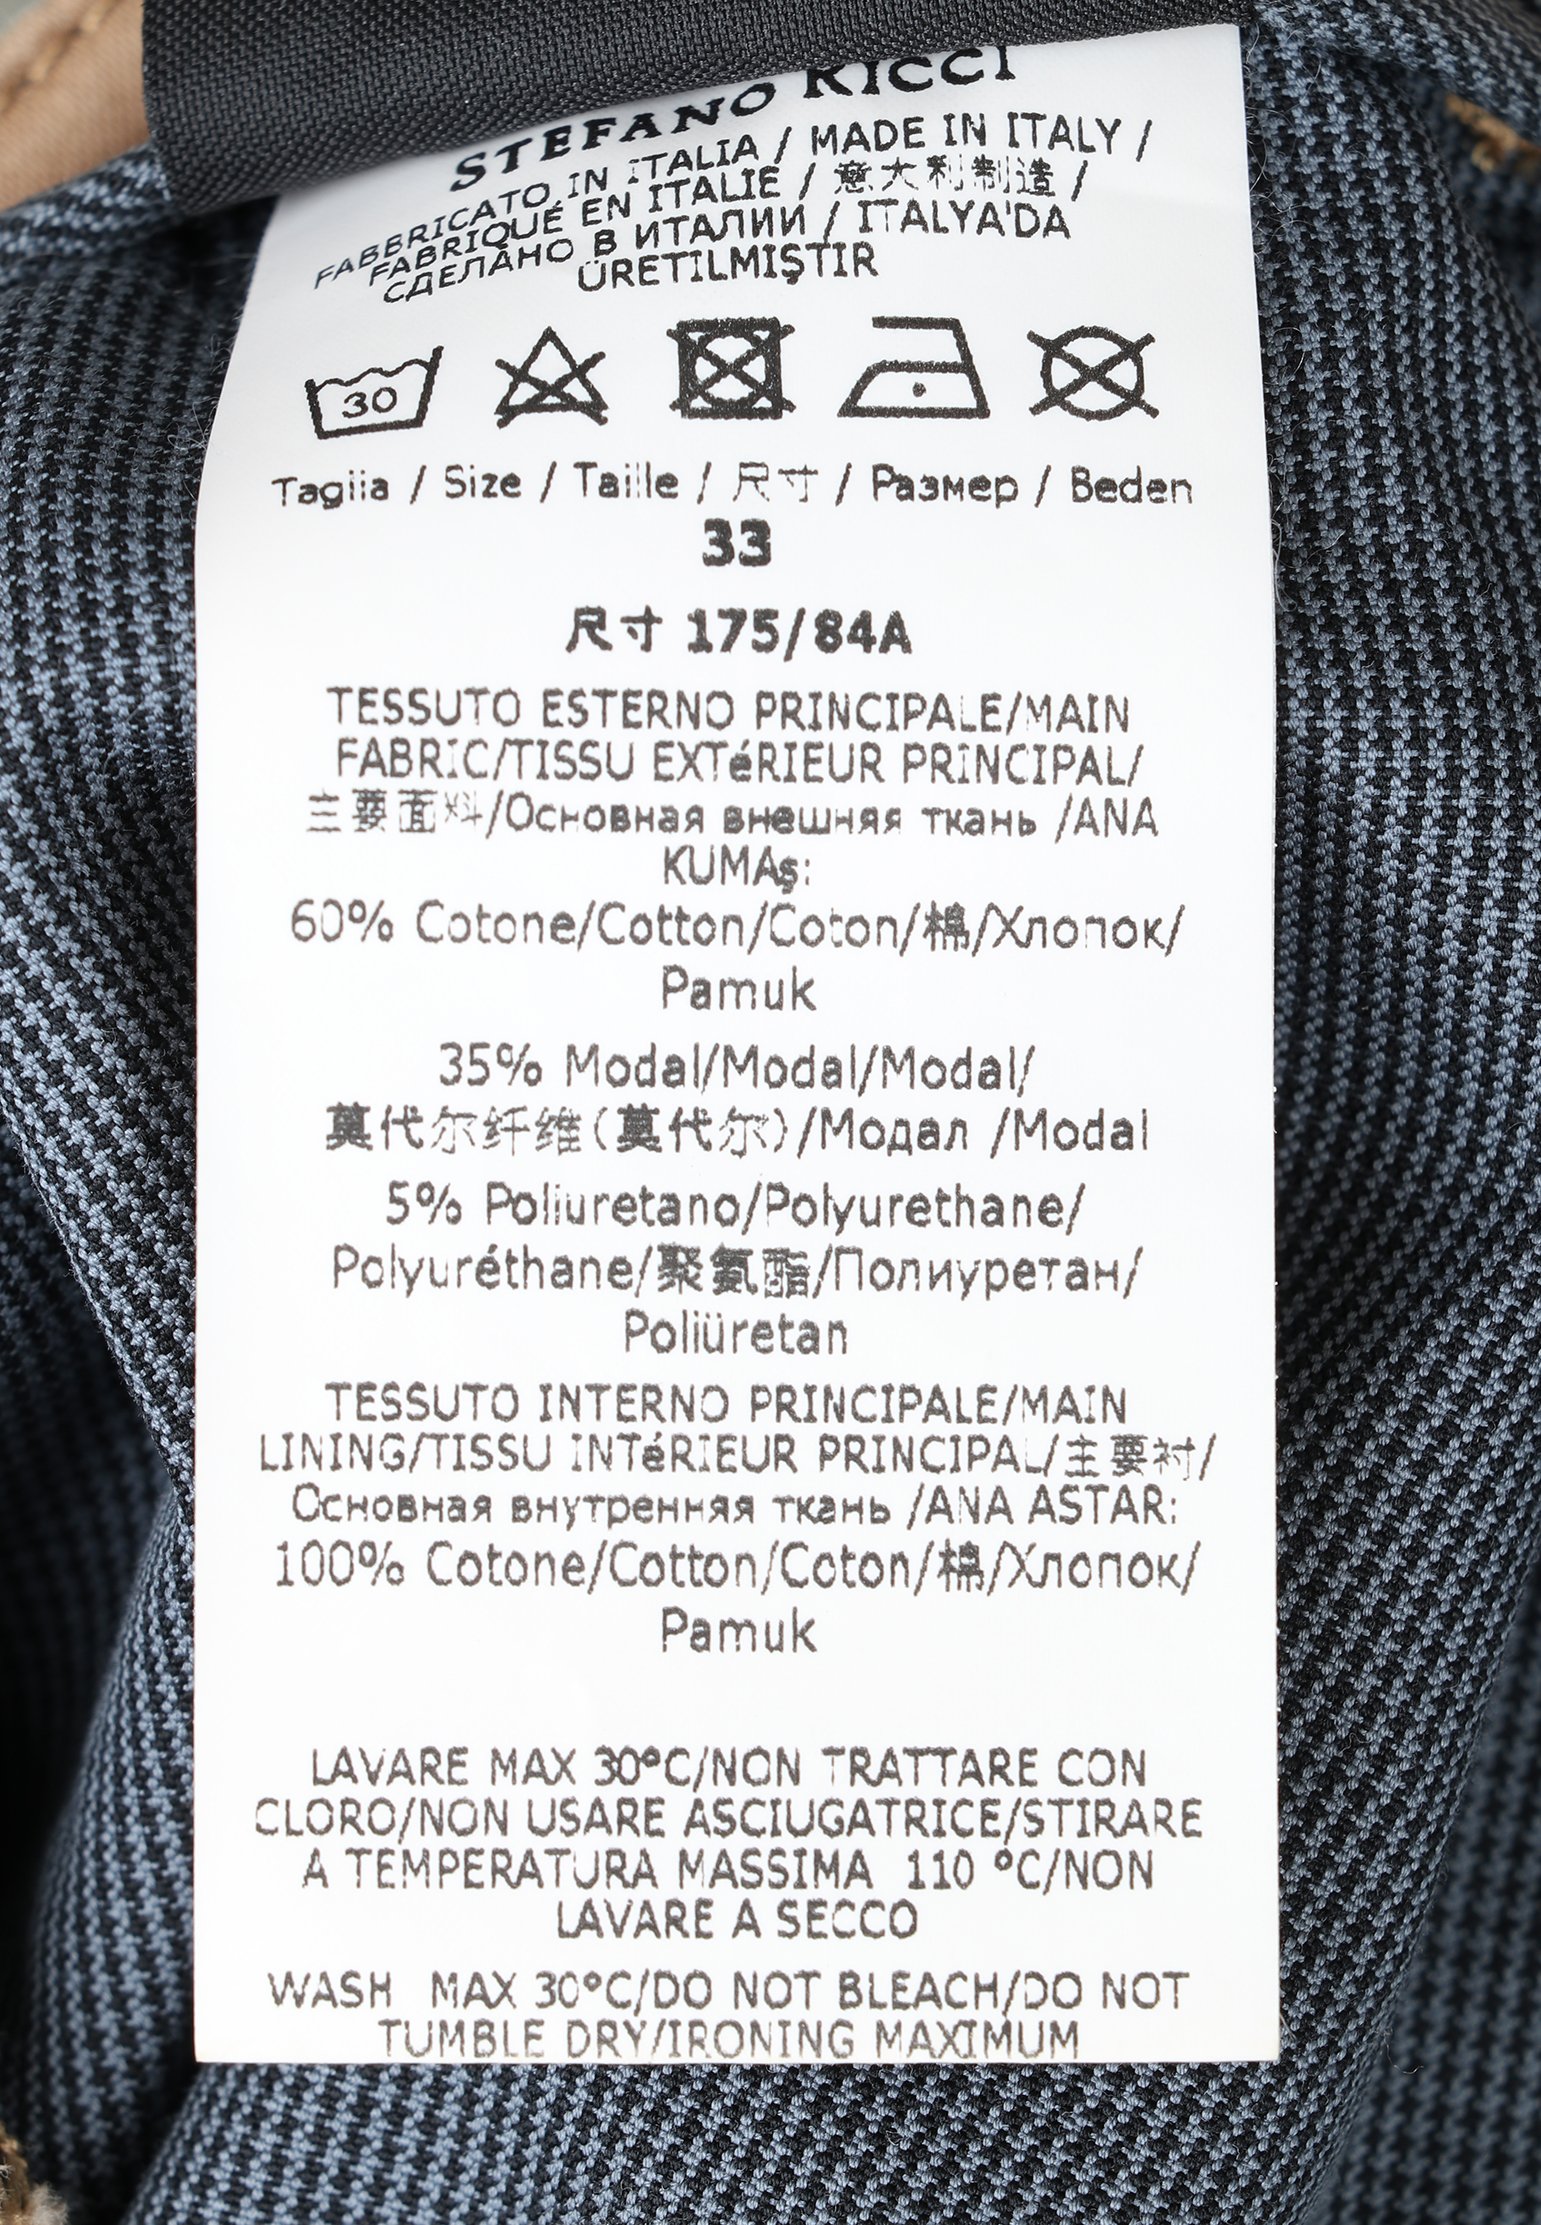 STEFANO RICCI
FABBRICATO IN ITALIA / MADE IN ITALY /
FABRIQUÉ EN ITALIE / 意大利制造 /
СДЕЛАНО В ИТАЛИИ / ITALYA'DA
ÜRETILMIŞTIR
30
Taglia / Size / Taille / 尺寸 / Размер / Beden
33
尺寸 175/84A
TESSUTO ESTERNO PRINCIPALE/MAIN
FABRIC/TISSU EXTéRIEUR PRINCIPAL/
主要面料/Основная внешняя ткань /ANA
KUMAş:
60% Cotone/Cotton/Coton/棉/Хлопок/
Pamuk
35% Modal/Modal/Modal/
莫代尔纤维(莫代尔)/Модал /Modal
5% Poliuretano/Polyurethane/
Polyuréthane/聚氨酯/Полиуретан/
Poliüretan
TESSUTO INTERNO PRINCIPALE/MAIN
LINING/TISSU INTéRIEUR PRINCIPAL/主要衬/
Основная внутренняя ткань /ANA ASTAR:
100% Cotone/Cotton/Coton/棉/Хлопок/
Pamuk
LAVARE MAX 30°C/NON TRATTARE CON
CLORO/NON USARE ASCIUGATRICE/STIRARE
A TEMPERATURA MASSIMA 110 °C/NON
LAVARE A SECCO
WASH MAX 30°C/DO NOT BLEACH/DO NOT
TUMBLE DRY/IRONING MAXIMUM